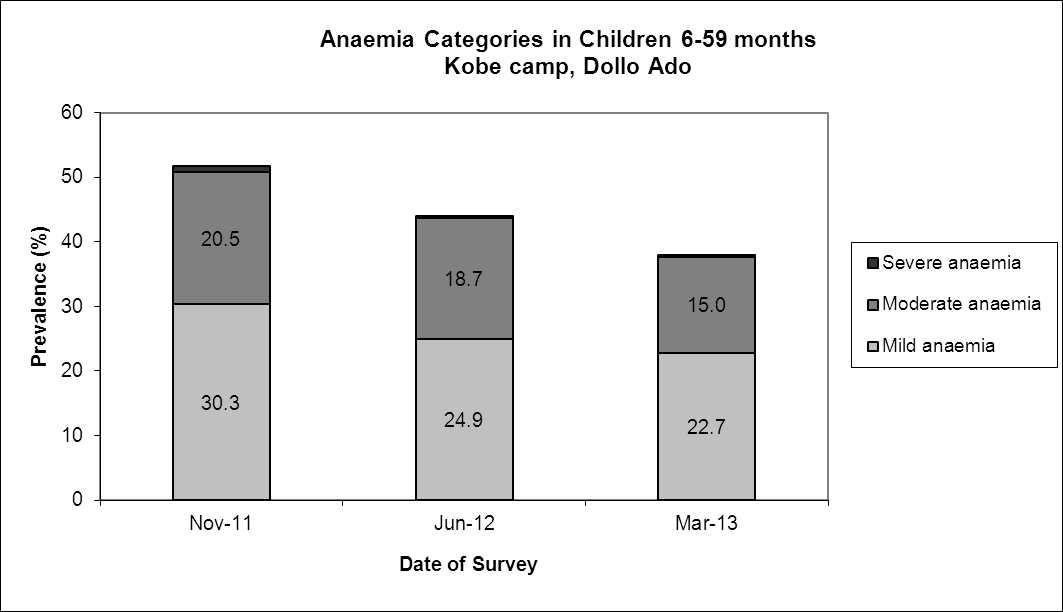 Anaemia Categories in Children 6-59 months
Kobe camp, Dollo Ado
60
50
40
30
20
10
0
Prevalence (%)
20.5
30.3
18.7
24.9
15.0
22.7
Nov-11
Jun-12
Mar-13
Date of Survey
Severe anaemia
Moderate anaemia
Mild anaemia